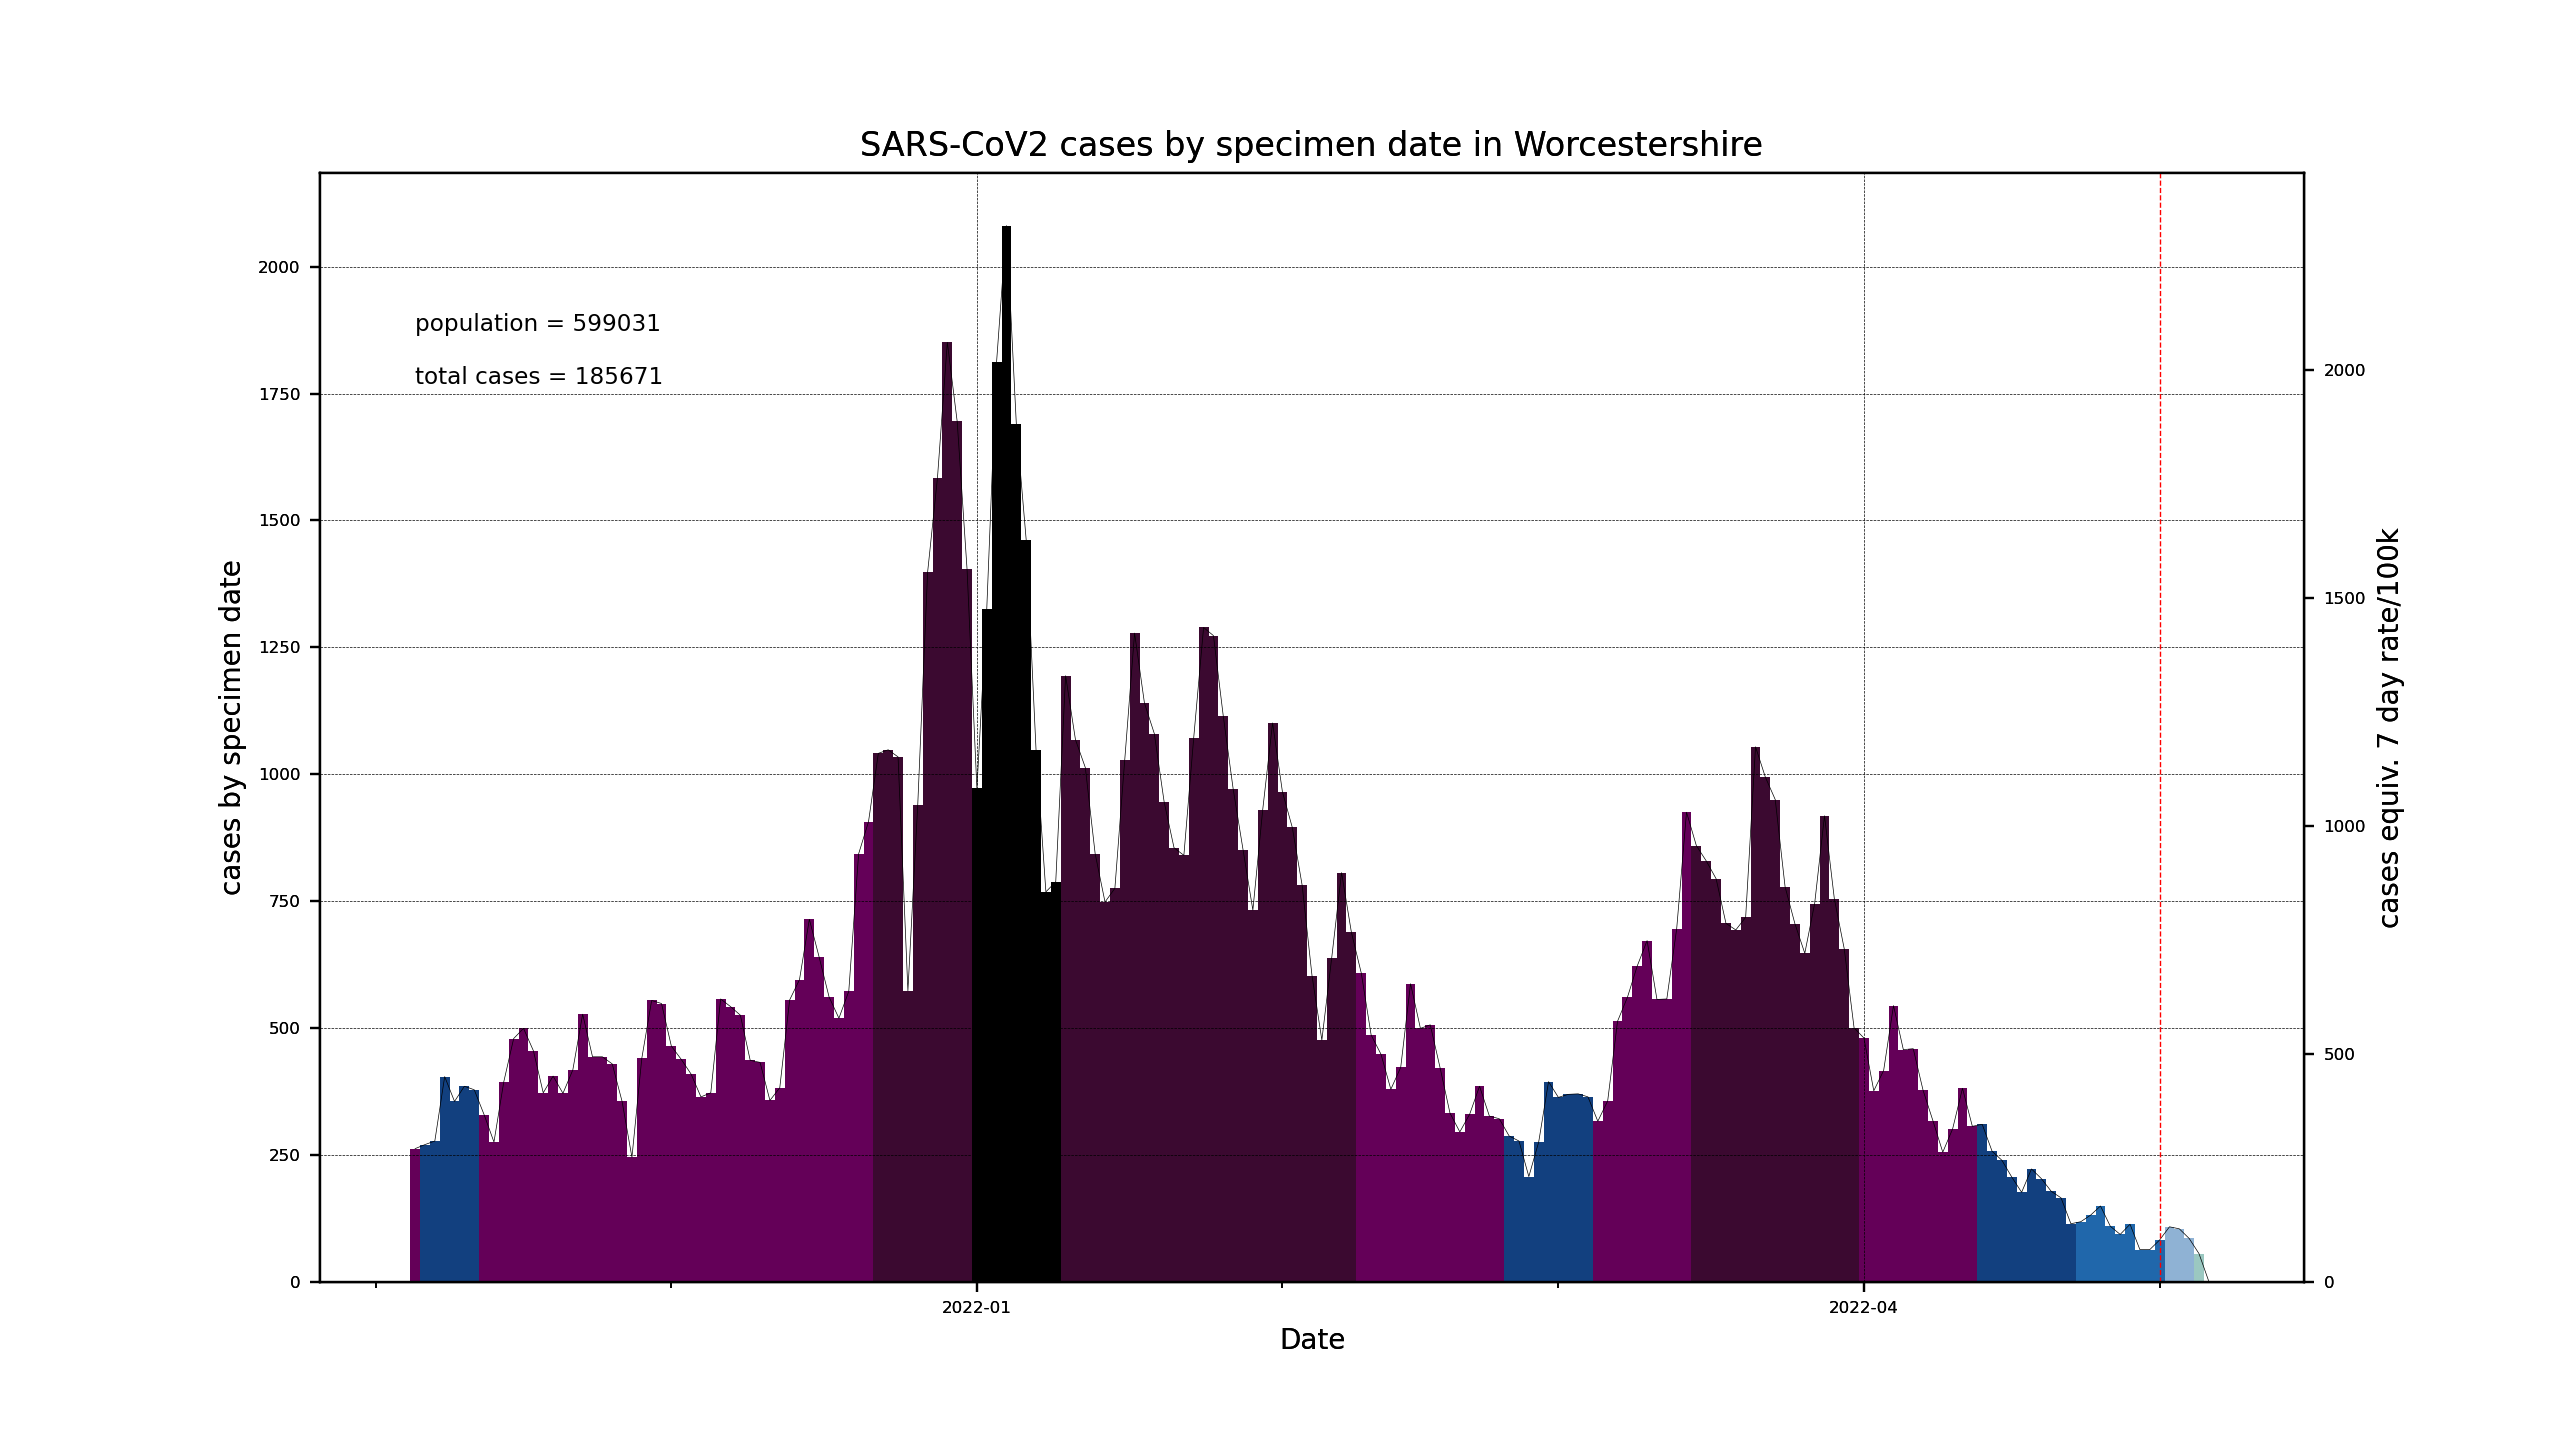 SARS-CoV2 cases by specimen date in Worcestershire
population = 599031
total cases = 185671
cases by specimen date
2000
1750
1500
1250
1000
750
500
250
0
2000
1500
1000
500
0
cases equiv. 7 day rate/100k
2022-01
2022-04
Date